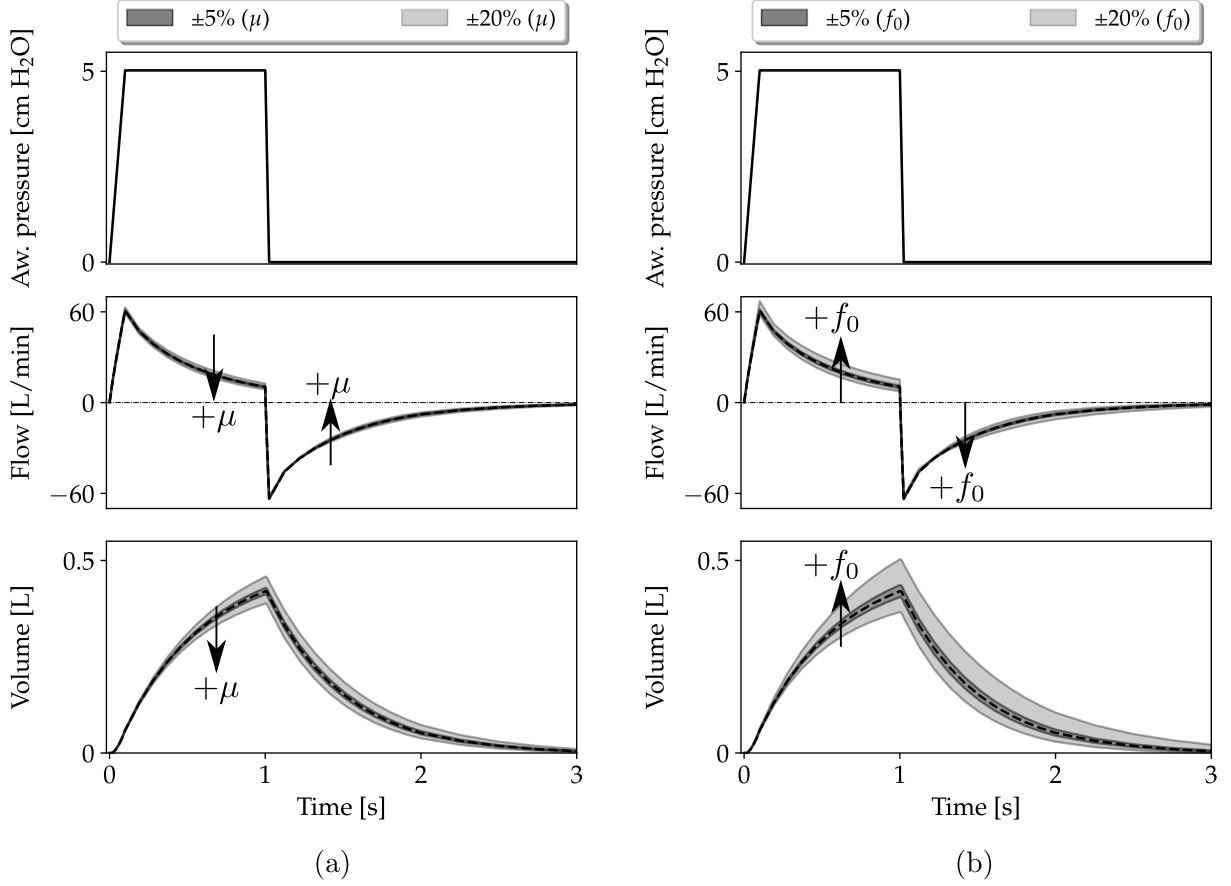 ±5% (μ) ±20% (μ)
Aw. pressure [cm H₂O]
5
0
Flow [L/min]
60
0
−60
+μ
+μ
Volume [L]
0.5
0
+μ
0 1 2 3
Time [s]
(a)
±5% (f₀) ±20% (f₀)
Aw. pressure [cm H₂O]
5
0
Flow [L/min]
60
0
−60
+f₀
+f₀
Volume [L]
0.5
0
+f₀
0 1 2 3
Time [s]
(b)